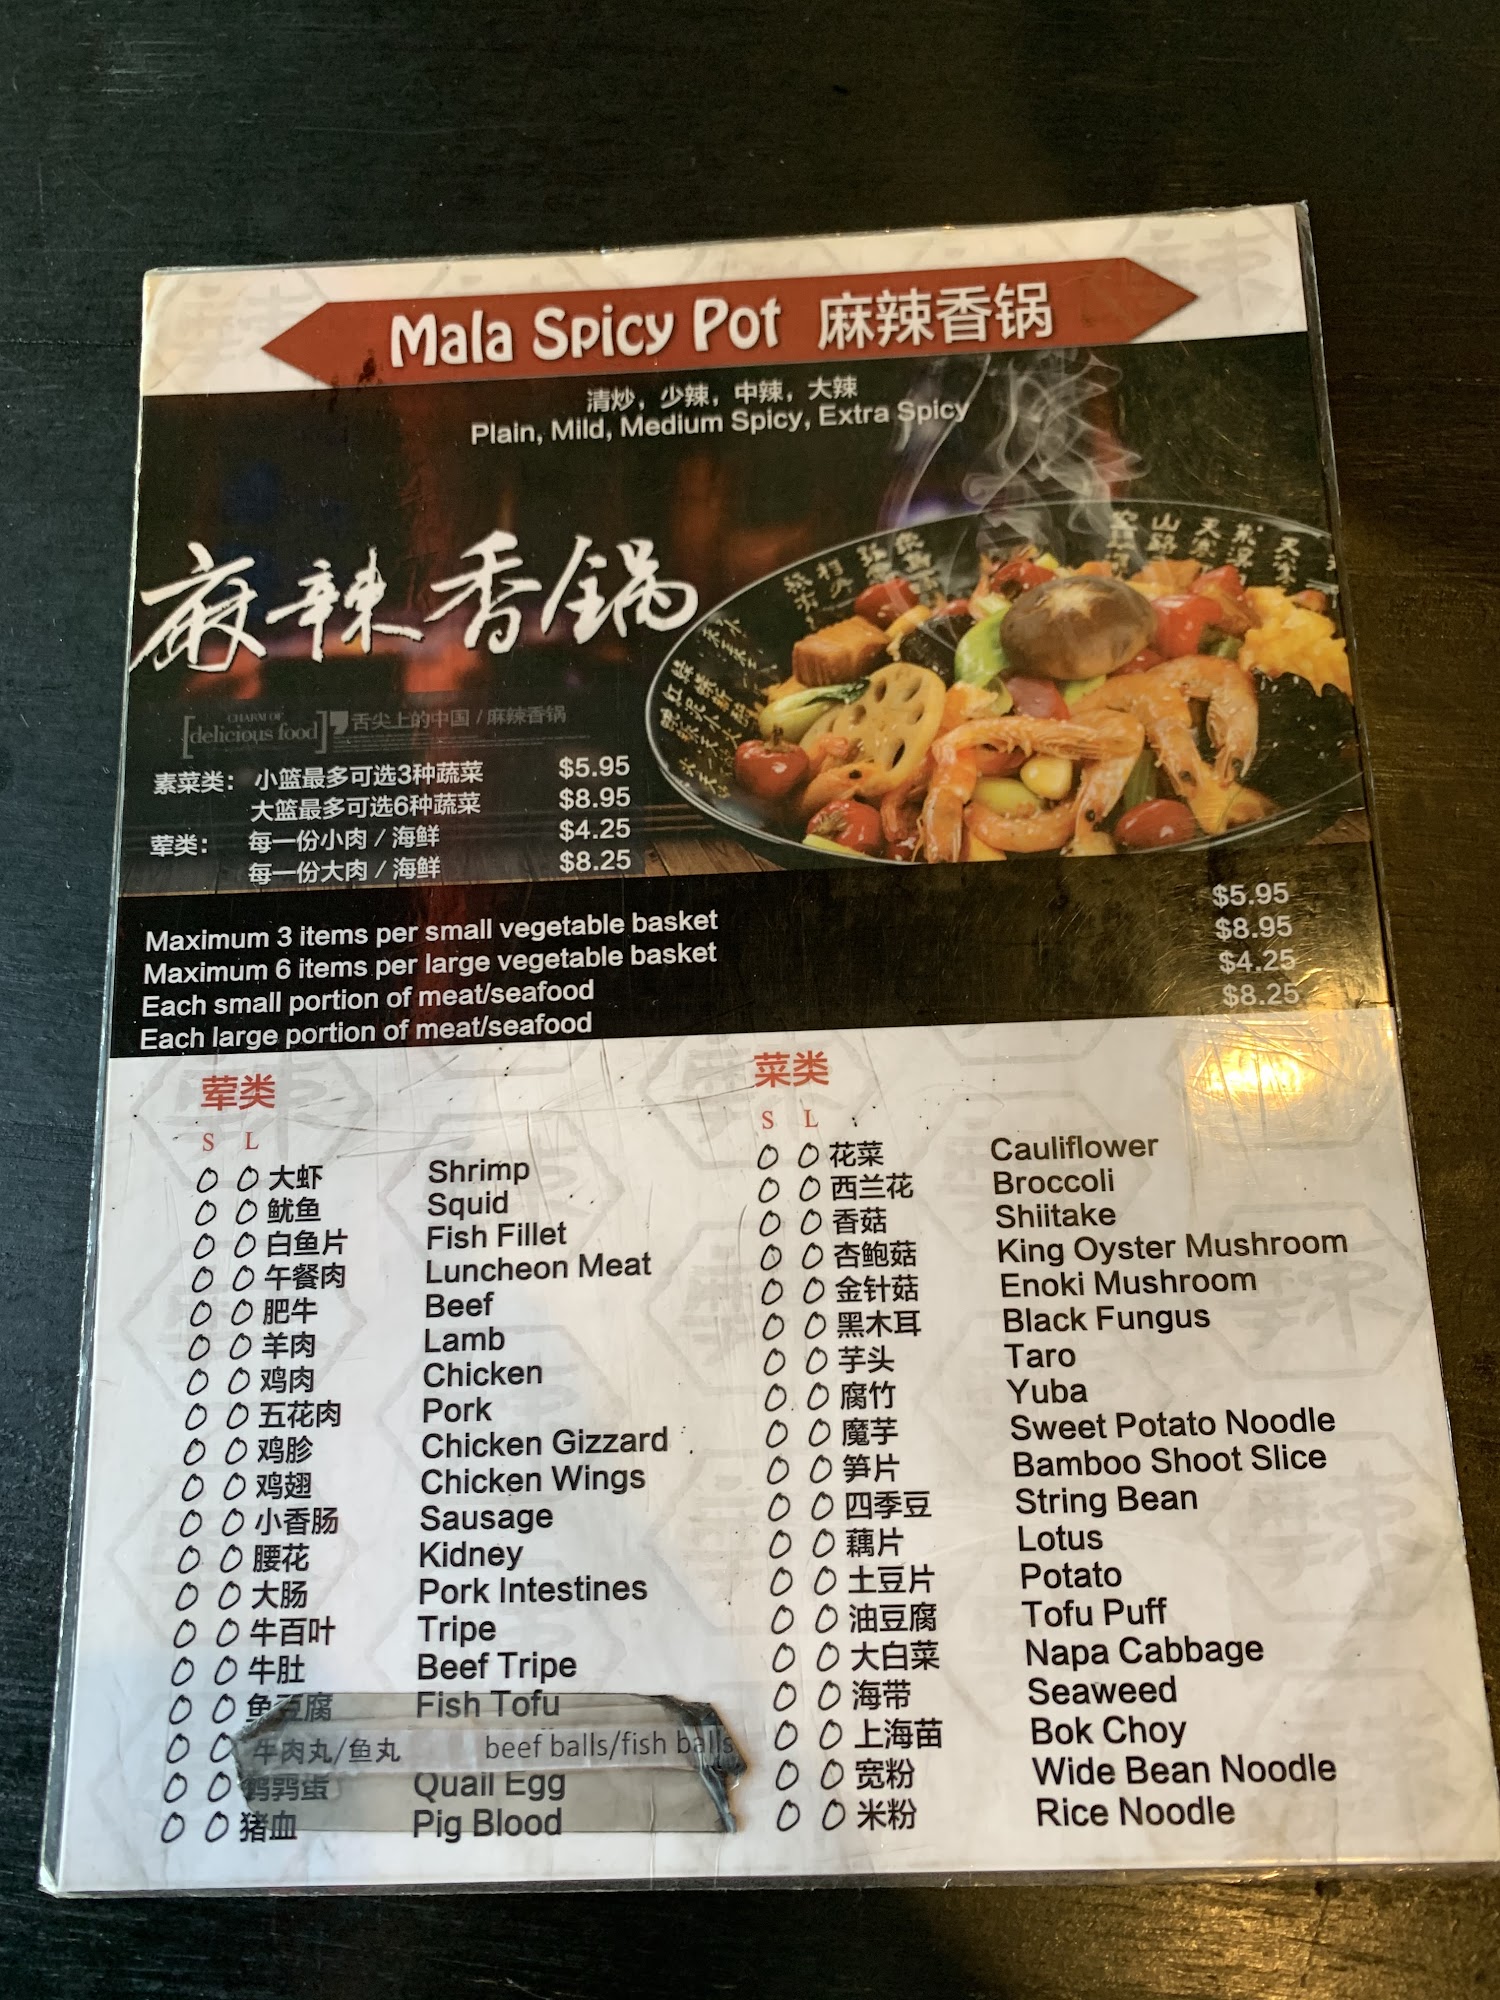 Mala Spicy Pot 麻辣香锅
清炒，少辣，中辣，大辣
Plain, Mild, Medium Spicy, Extra Spicy
麻辣香锅
CHARM OF
delicious food
舌尖上的中国 / 麻辣香锅
素菜类： 小篮最多可选3种蔬菜 $5.95
大篮最多可选6种蔬菜 $8.95
荤类： 每一份小肉 / 海鲜 $4.25
每一份大肉 / 海鲜 $8.25
Maximum 3 items per small vegetable basket $5.95
Maximum 6 items per large vegetable basket $8.95
Each small portion of meat/seafood $4.25
Each large portion of meat/seafood $8.25
荤类
S L
大虾 Shrimp
鱿鱼 Squid
白鱼片 Fish Fillet
午餐肉 Luncheon Meat
肥牛 Beef
羊肉 Lamb
鸡肉 Chicken
五花肉 Pork
鸡胗 Chicken Gizzard
鸡翅 Chicken Wings
小香肠 Sausage
腰花 Kidney
大肠 Pork Intestines
牛百叶 Tripe
牛肚 Beef Tripe
鱼豆腐 Fish Tofu
牛肉丸/鱼丸 beef balls/fish balls
鹌鹑蛋 Quail Egg
猪血 Pig Blood
菜类
S L
花菜 Cauliflower
西兰花 Broccoli
香菇 Shiitake
杏鲍菇 King Oyster Mushroom
金针菇 Enoki Mushroom
黑木耳 Black Fungus
芋头 Taro
腐竹 Yuba
魔芋 Sweet Potato Noodle
笋片 Bamboo Shoot Slice
四季豆 String Bean
藕片 Lotus
土豆片 Potato
油豆腐 Tofu Puff
大白菜 Napa Cabbage
海带 Seaweed
上海苗 Bok Choy
宽粉 Wide Bean Noodle
米粉 Rice Noodle